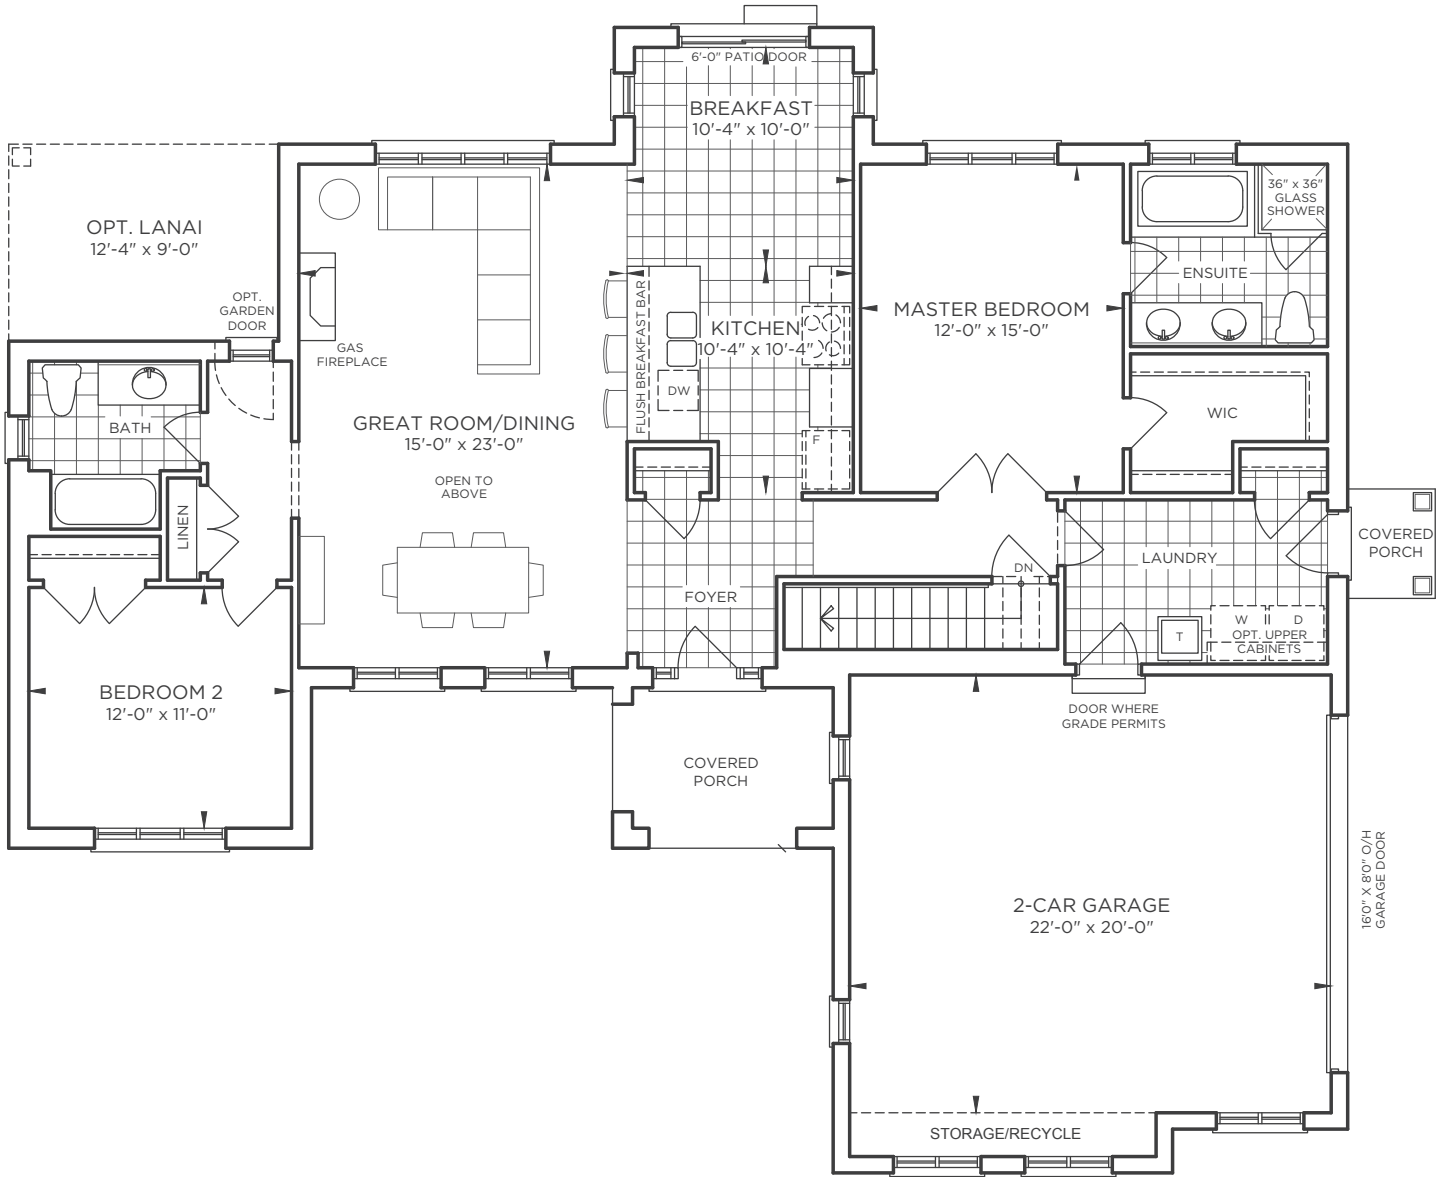 6'-0" PATIO DOOR
BREAKFAST
10'-4" x 10'-0"
OPT. LANAI
12'-4" x 9'-0"
OPT.
GARDEN
DOOR
GAS
FIREPLACE
FLUSH BREAKFAST BAR
KITCHEN
10'-4" x 10'-4"
DW
F
MASTER BEDROOM
12'-0" x 15'-0"
36" x 36"
GLASS
SHOWER
ENSUITE
WIC
BATH
GREAT ROOM/DINING
15'-0" x 23'-0"
OPEN TO
ABOVE
LINEN
FOYER
DN
LAUNDRY
COVERED
PORCH
T
W
D
OPT. UPPER
CABINETS
BEDROOM 2
12'-0" x 11'-0"
COVERED
PORCH
DOOR WHERE
GRADE PERMITS
2-CAR GARAGE
22'-0" x 20'-0"
16'0" X 8'0" O/H
GARAGE DOOR
STORAGE/RECYCLE